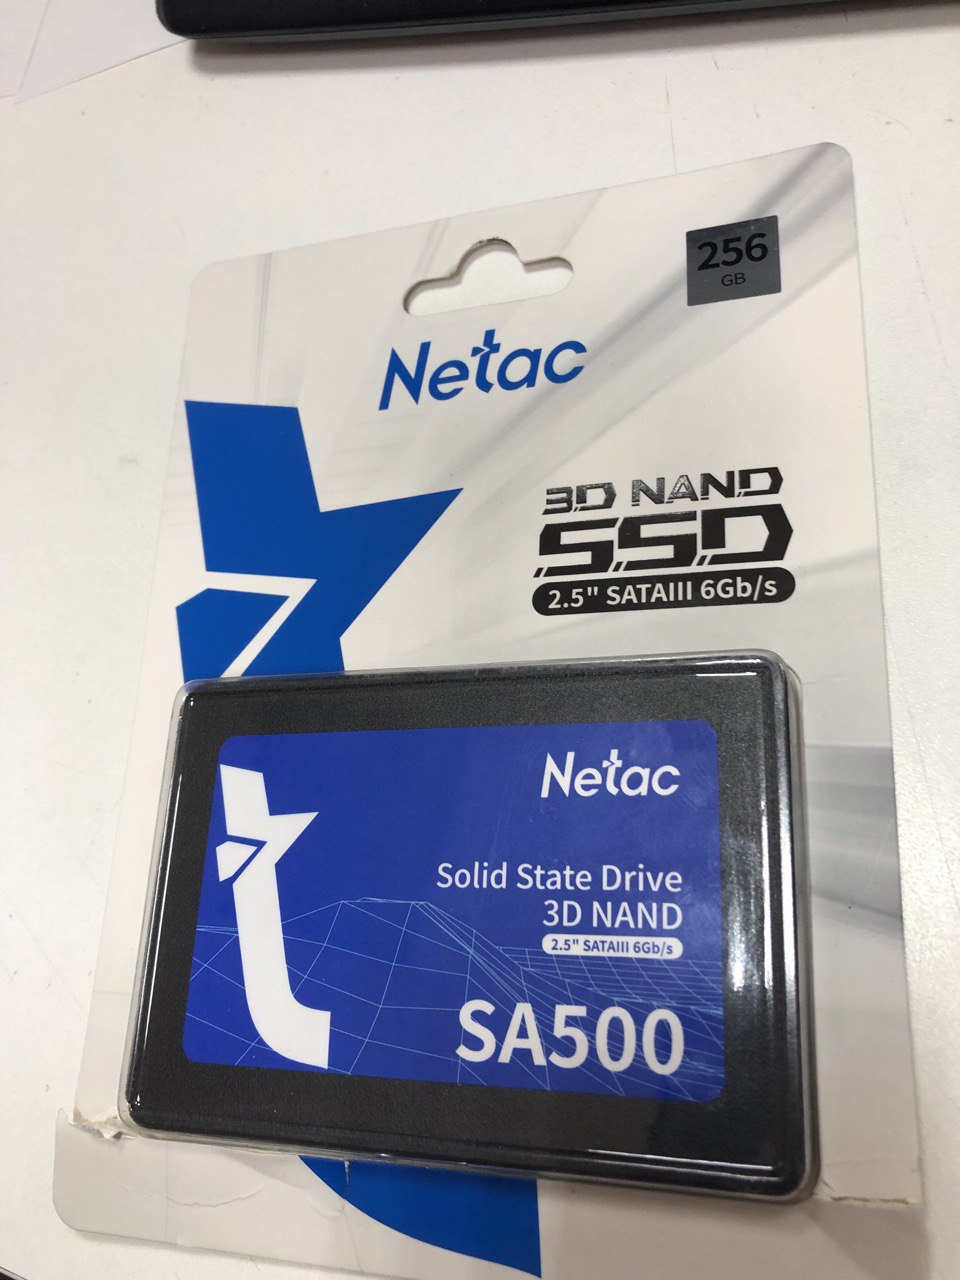 256
GB
Netac
3D NAND
SSD
2.5" SATAIII 6Gb/s
Netac
Solid State Drive
3D NAND
2.5" SATAIII 6Gb/s
SA500